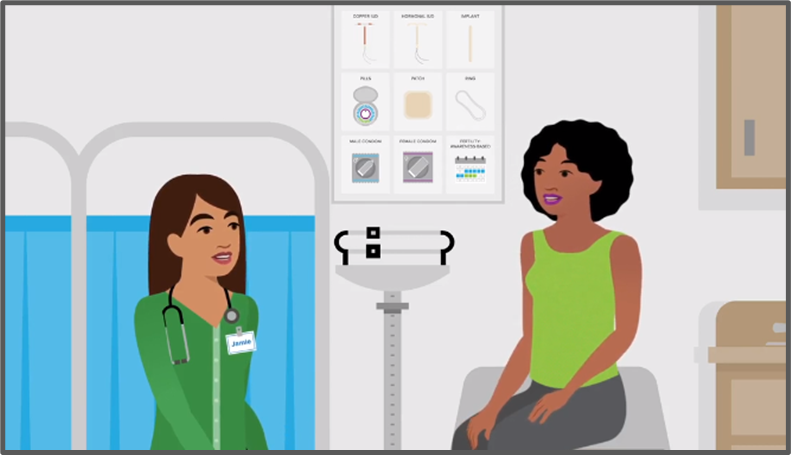 COPPER IUD
HORMONAL IUD
IMPLANT
PILLS
PATCH
RING
MALE CONDOM
FEMALE CONDOM
FERTILITY
AWARENESS-BASED
Jamie